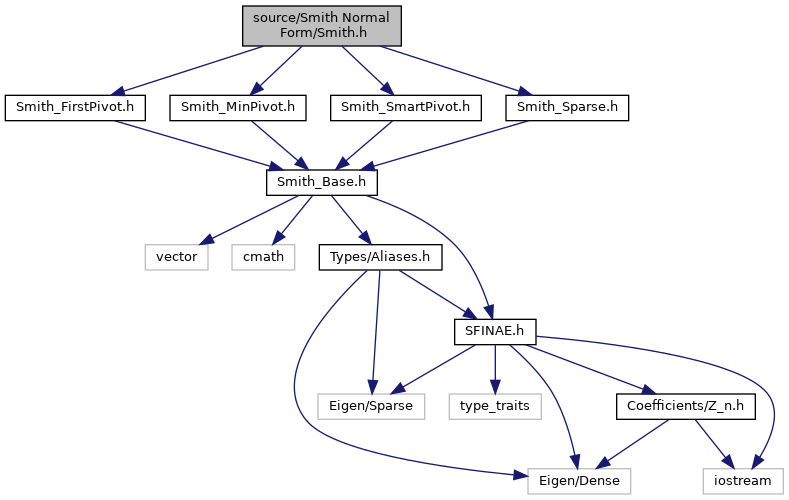 source/Smith Normal
Form/Smith.h
Smith_FirstPivot.h
Smith_MinPivot.h
Smith_SmartPivot.h
Smith_Sparse.h
Smith_Base.h
vector
cmath
Types/Aliases.h
SFINAE.h
Eigen/Sparse
type_traits
Coefficients/Z_n.h
Eigen/Dense
iostream